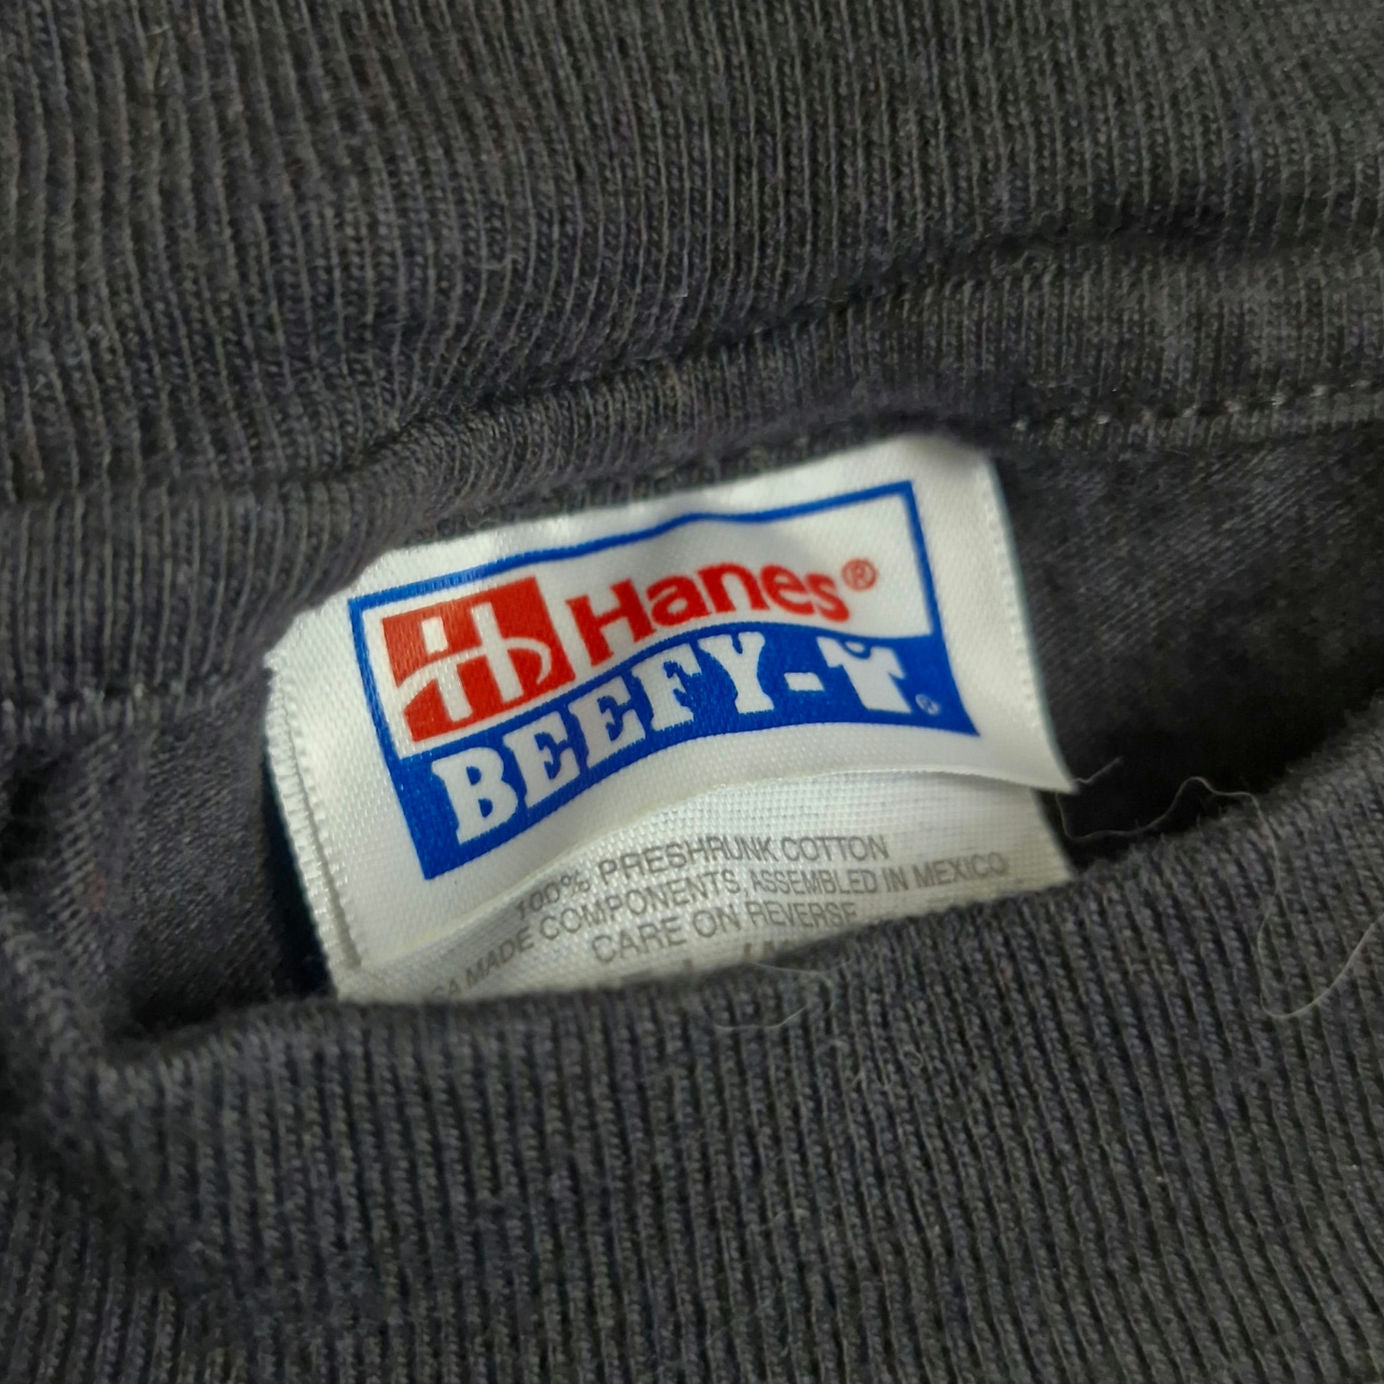 Hanes®
BEEFY-T®
100% PRESHRUNK COTTON
MADE COMPONENTS, ASSEMBLED IN MEXICO
CARE ON REVERSE